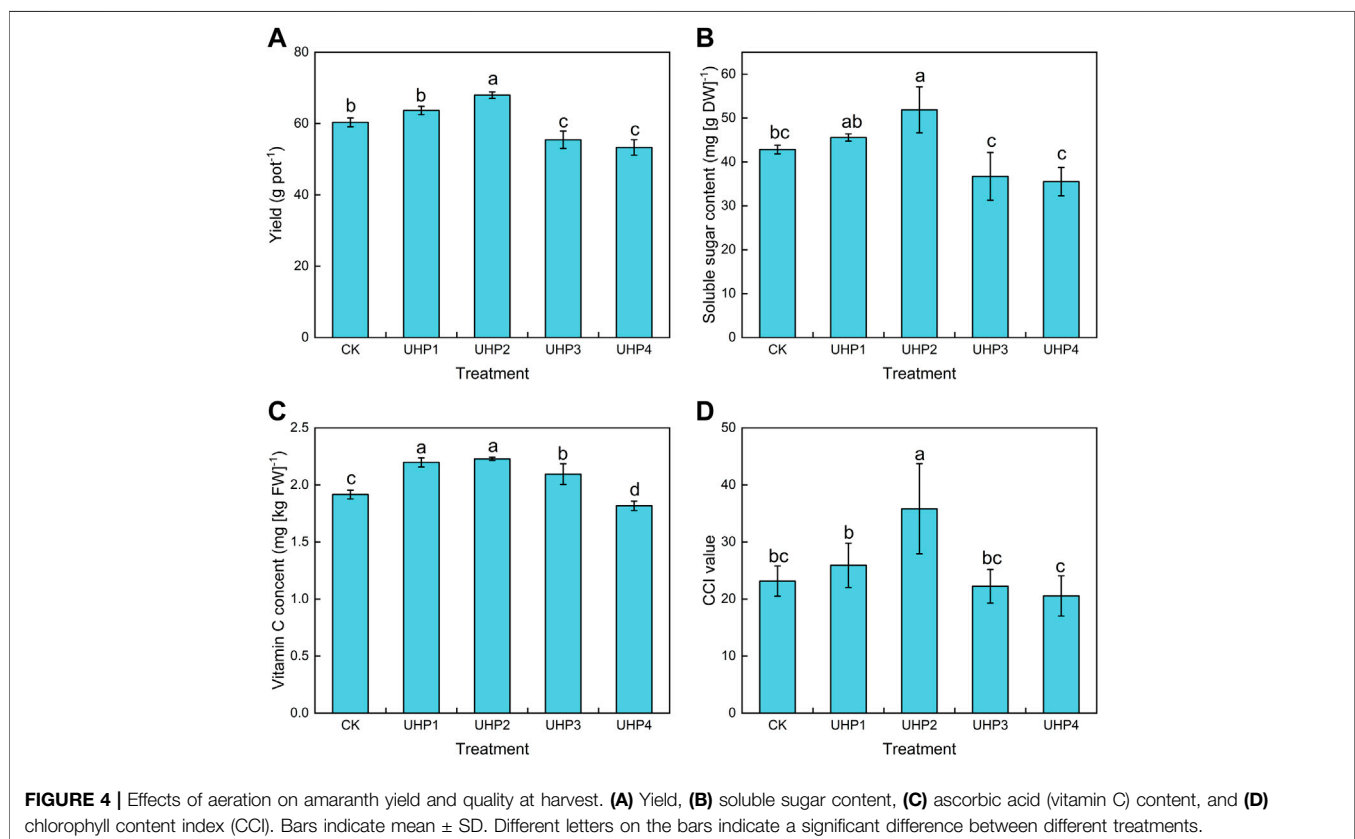 A
80
60
40
20
0
Yield (g pot-1)
b
b
a
c
c
CK UHP1 UHP2 UHP3 UHP4
Treatment
B
60
50
40
30
20
10
0
Soluble sugar content (mg [g DW]-1)
bc
ab
a
c
c
CK UHP1 UHP2 UHP3 UHP4
Treatment
C
2.5
2.0
1.5
1.0
0.5
0.0
Vitamin C concent (mg [kg FW]-1)
c
a
a
b
d
CK UHP1 UHP2 UHP3 UHP4
Treatment
D
50
40
30
20
10
0
CCI value
bc
b
a
bc
c
CK UHP1 UHP2 UHP3 UHP4
Treatment
FIGURE 4 | Effects of aeration on amaranth yield and quality at harvest. (A) Yield, (B) soluble sugar content, (C) ascorbic acid (vitamin C) content, and (D)
chlorophyll content index (CCI). Bars indicate mean ± SD. Different letters on the bars indicate a significant difference between different treatments.